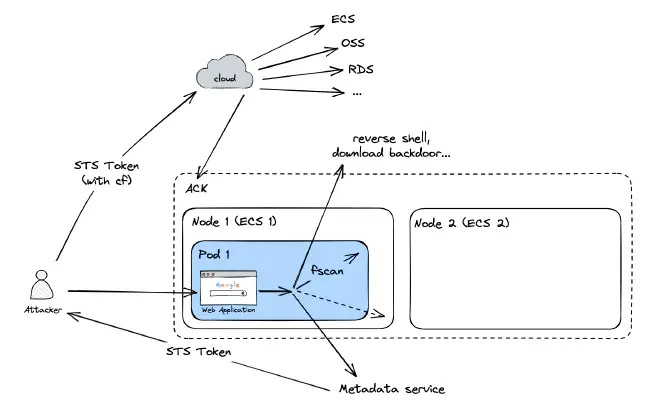 ECS
OSS
cloud
RDS
...
reverse shell,
download backdoor...
STS Token
(with cf)
ACK
Node 1 (ECS 1)
Node 2 (ECS 2)
Pod 1
fscan
Google
Web Application
Attacker
STS Token
Metadata service